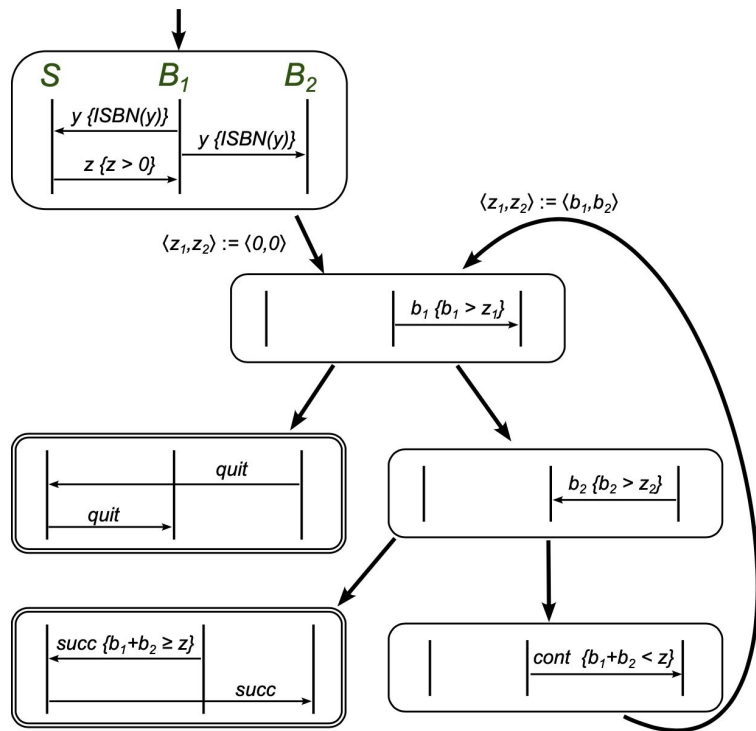 S B₁ B₂
y {ISBN(y)}
y {ISBN(y)}
z {z > 0}
⟨z₁,z₂⟩ := ⟨b₁,b₂⟩
⟨z₁,z₂⟩ := ⟨0,0⟩
b₁ {b₁ > z₁}
quit
quit
b₂ {b₂ > z₂}
succ {b₁+b₂ ≥ z}
succ
cont {b₁+b₂ < z}